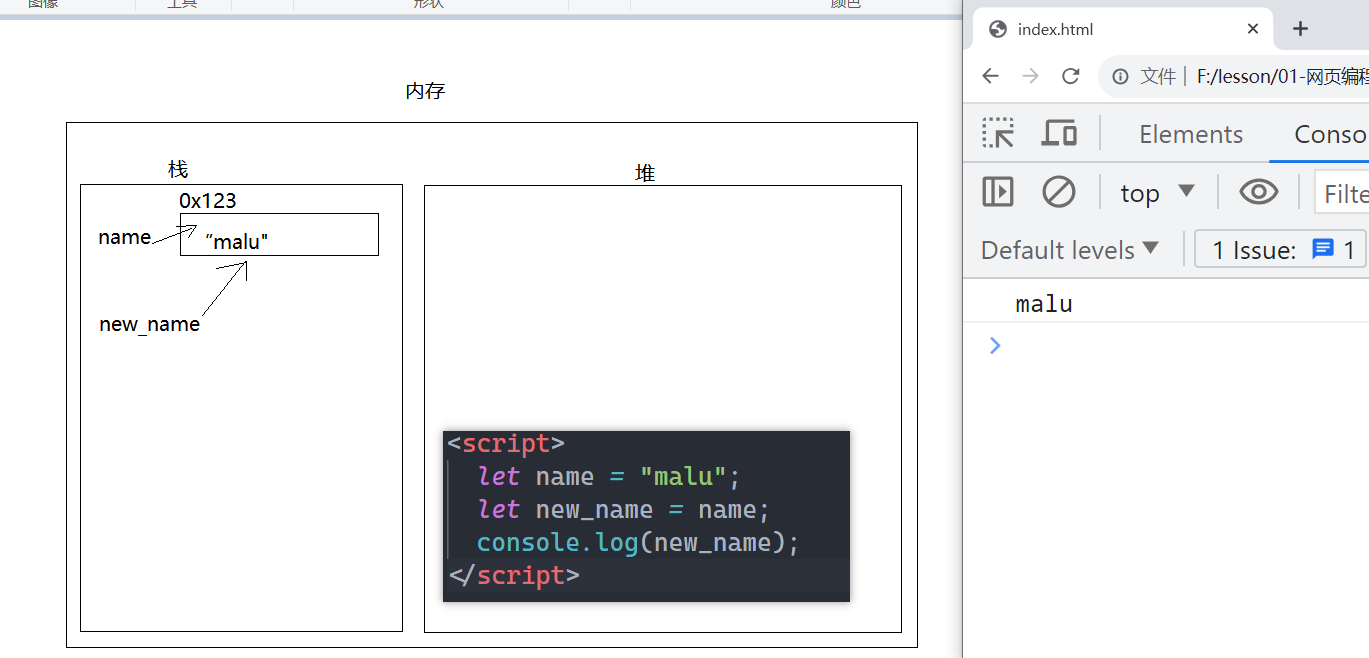 图像
工具
形状
颜色
内存
栈
堆
0x123
name
“malu"
new_name
<script>
let name = "malu";
let new_name = name;
console.log(new_name);
</script>
index.html
文件 | F:/lesson/01-网页编程
Elements
Conso
top
Filte
Default levels
1 Issue:
1
malu